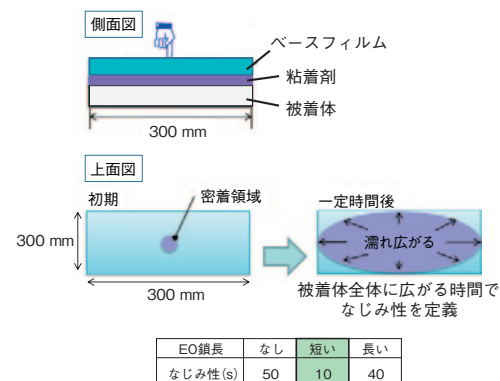 側面図
ベースフィルム
粘着剤
被着体
300 mm
上面図
初期
密着領域
一定時間後
300 mm
濡れ広がる
300 mm
被着体全体に広がる時間で
なじみ性を定義
EO鎖長 なし 短い 長い
なじみ性(s) 50 10 40